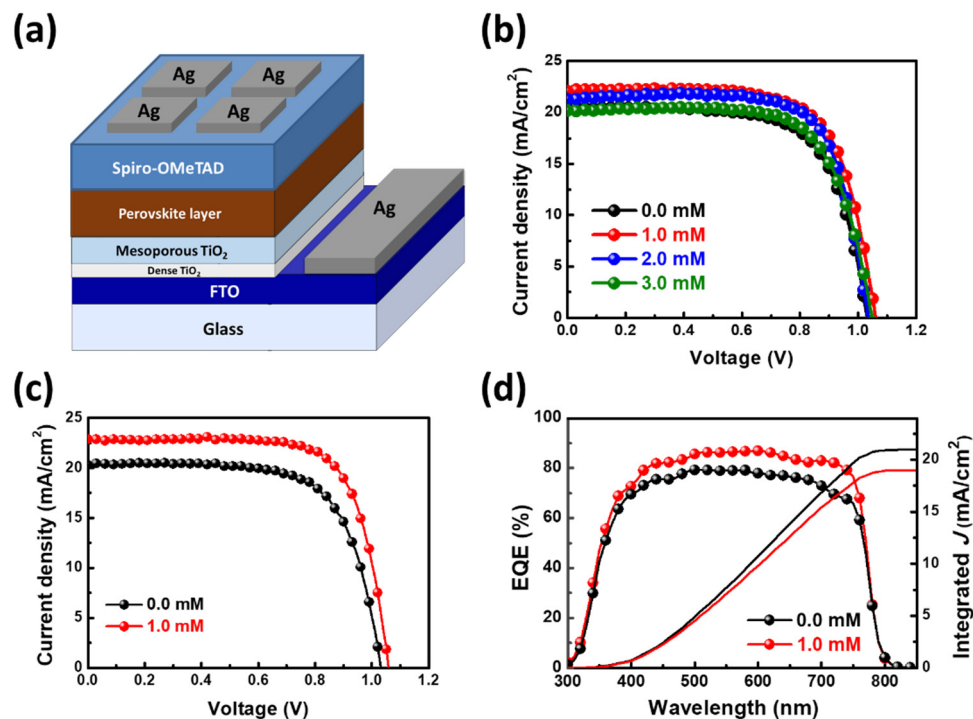 (a)
Ag
Ag
Ag
Ag
Spiro-OMeTAD
Perovskite layer
Mesoporous TiO₂
Dense TiO₂
FTO
Glass
Ag
(b)
Current density (mA/cm²)
25
20
15
10
5
0
0.0 mM
1.0 mM
2.0 mM
3.0 mM
0.0 0.2 0.4 0.6 0.8 1.0 1.2
Voltage (V)
(c)
Current density (mA/cm²)
25
20
15
10
5
0
0.0 mM
1.0 mM
0.0 0.2 0.4 0.6 0.8 1.0 1.2
Voltage (V)
(d)
EQE (%)
100
80
60
40
20
0
0.0 mM
1.0 mM
20
15
10
5
0
Integrated J (mA/cm²)
300 400 500 600 700 800
Wavelength (nm)